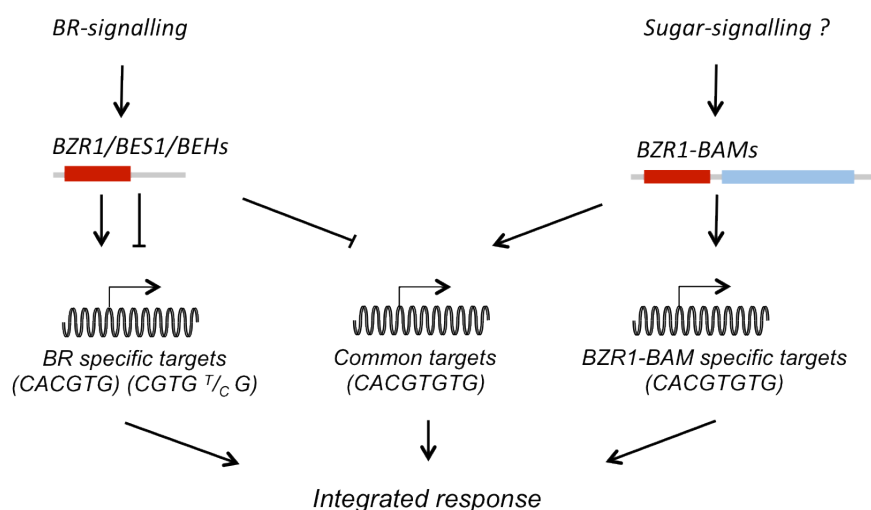 BR-signalling
Sugar-signalling ?
BZR1/BES1/BEHs
BZR1-BAMs
BR specific targets
(CACGTG) (CGTG T/C G)
Common targets
(CACGTGTG)
BZR1-BAM specific targets
(CACGTGTG)
Integrated response